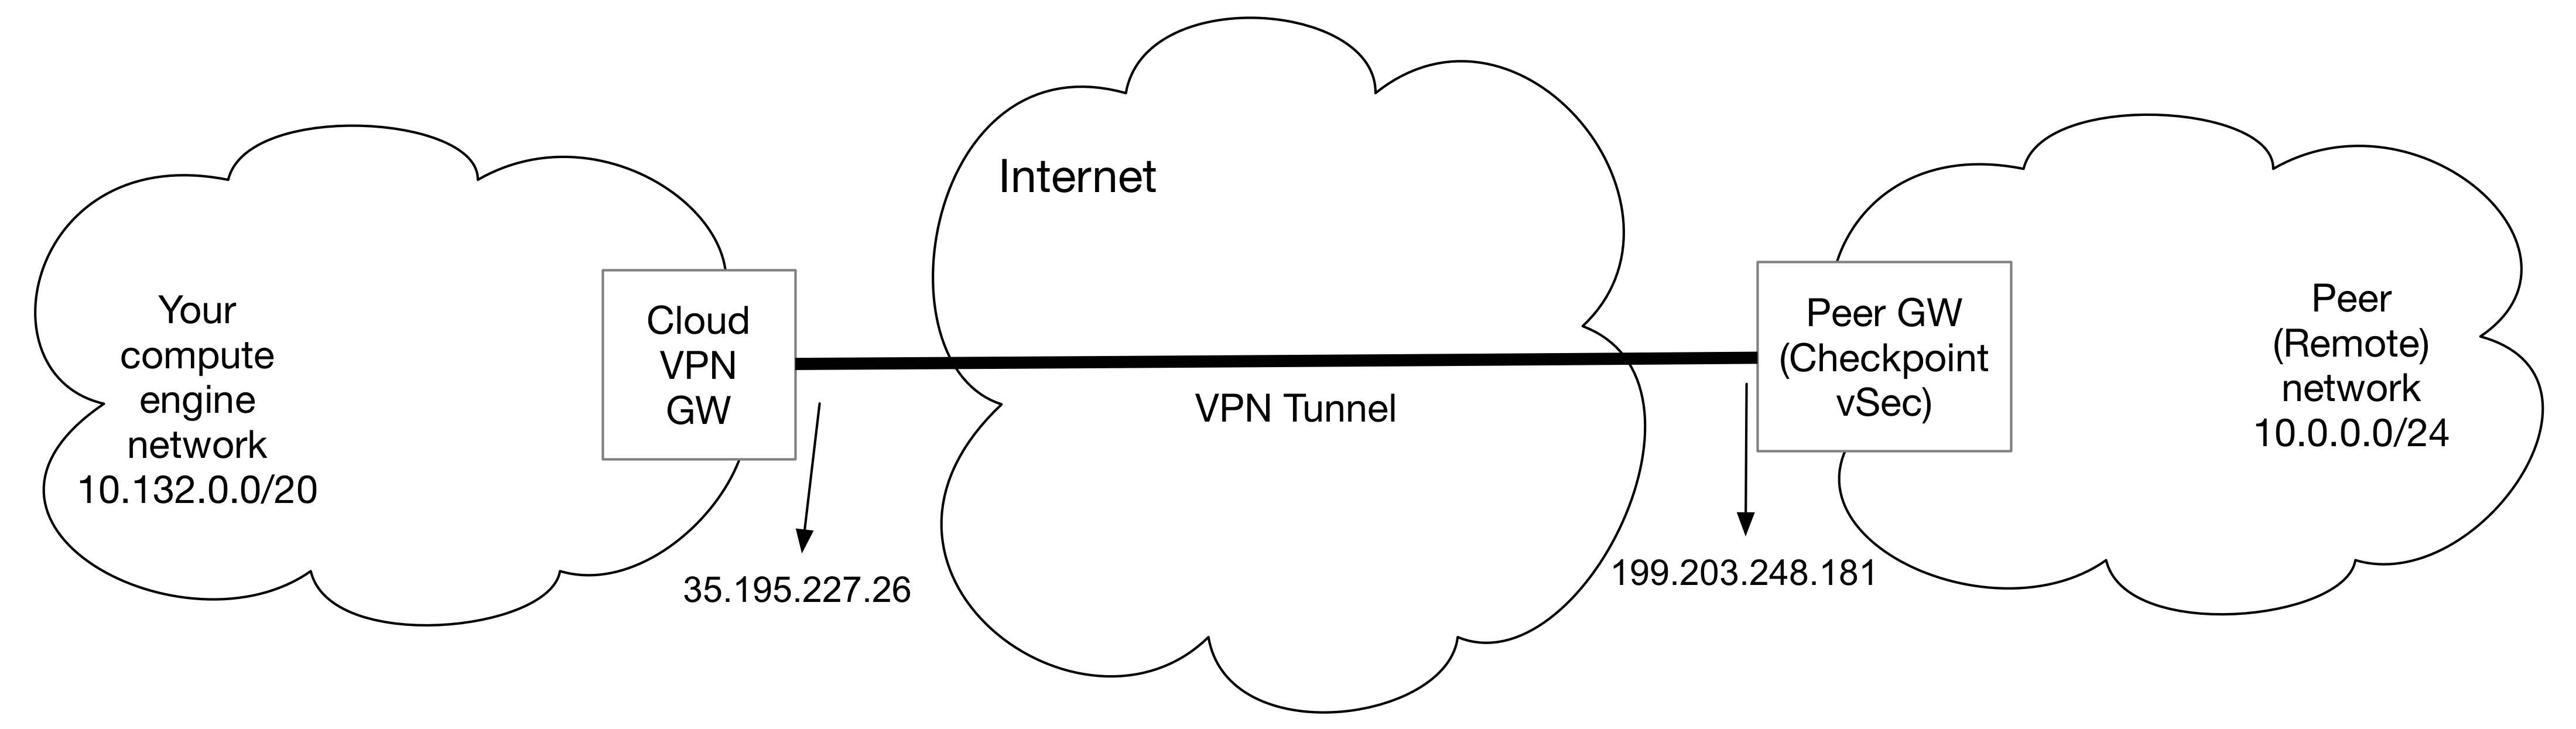 Your
compute
engine
network
10.132.0.0/20
Cloud
VPN
GW
35.195.227.26
Internet
VPN Tunnel
199.203.248.181
Peer GW
(Checkpoint
vSec)
Peer
(Remote)
network
10.0.0.0/24